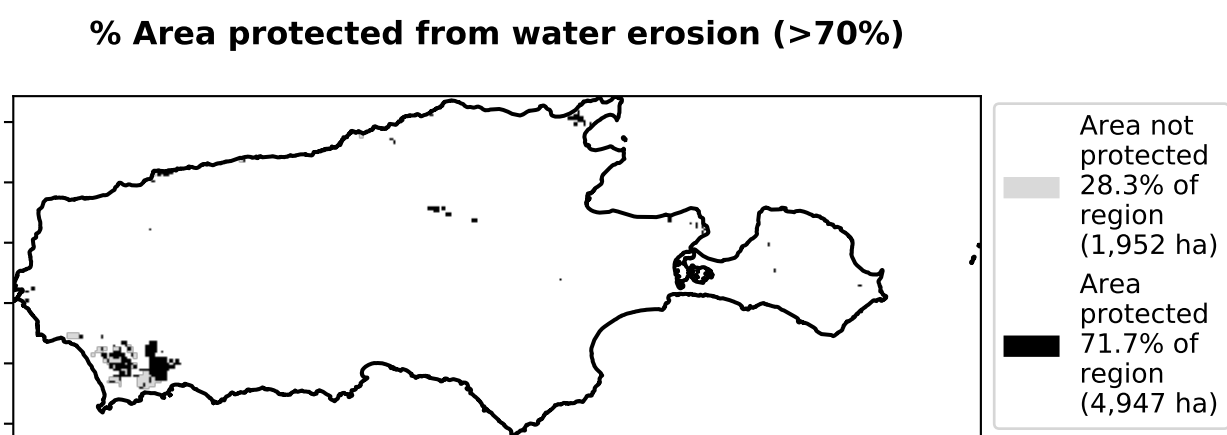 % Area protected from water erosion (>70%)
Area not
protected
28.3% of
region
(1,952 ha)
Area
protected
71.7% of
region
(4,947 ha)